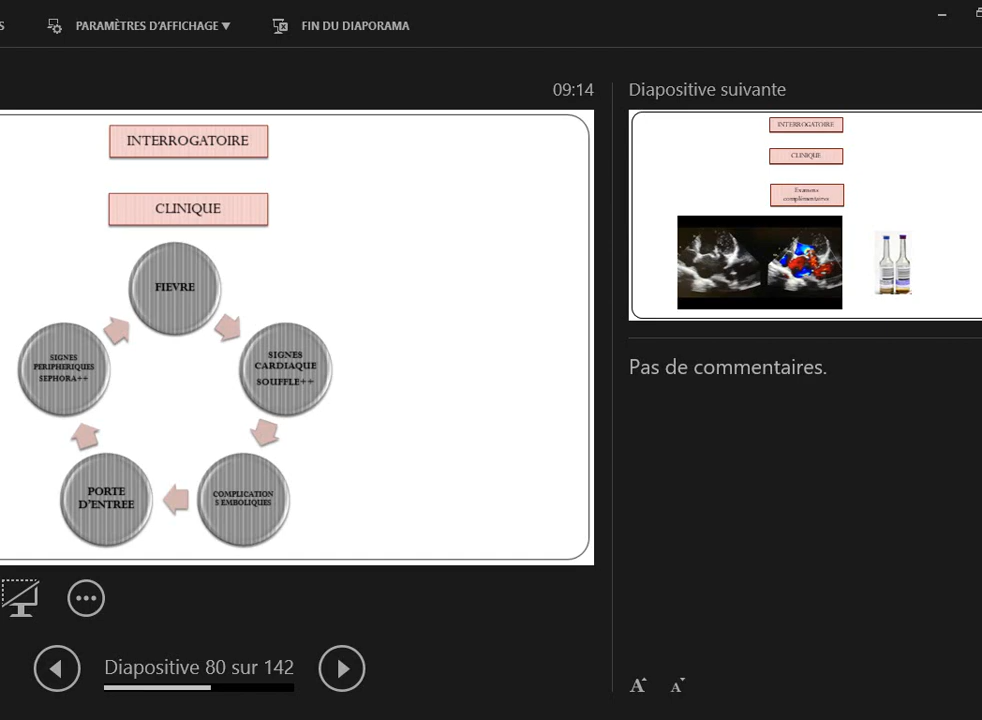 S
PARAMÈTRES D'AFFICHAGE ▼
FIN DU DIAPORAMA
09:14
Diapositive suivante
INTERROGATOIRE
CLINIQUE
FIEVRE
SIGNES
CARDIAQUE
SOUFFLE++
COMPLICATION
S EMBOLIQUES
PORTE
D'ENTREE
SIGNES
PERIPHERIQUES
SEPHORA++
INTERROGATOIRE
CLINIQUE
Examens
complémentaires
Pas de commentaires.
Diapositive 80 sur 142
A
A